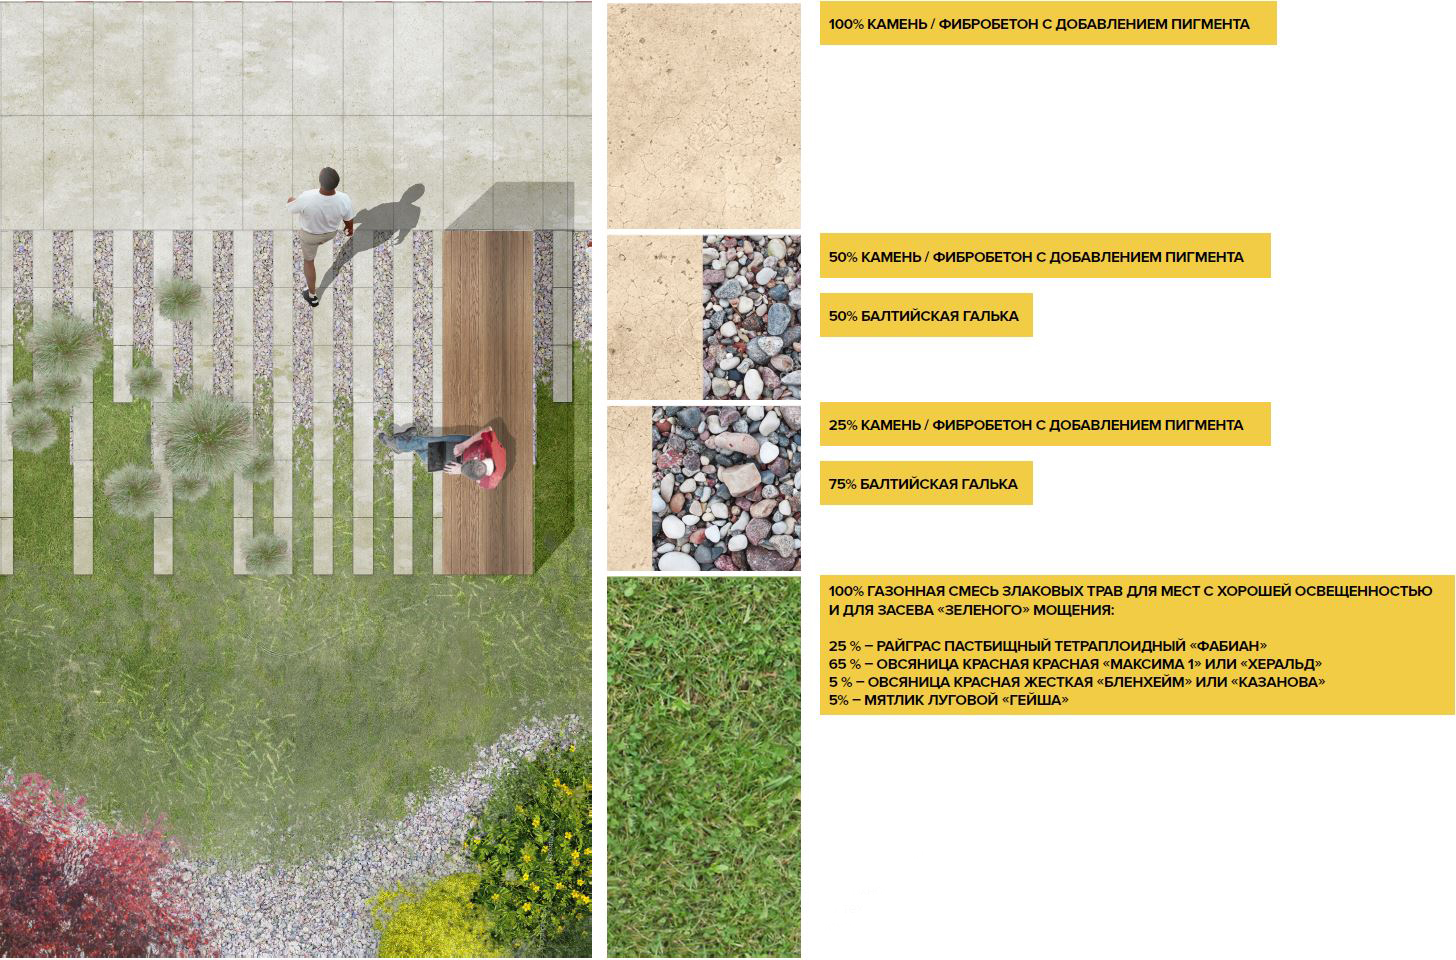 100% КАМЕНЬ / ФИБРОБЕТОН С ДОБАВЛЕНИЕМ ПИГМЕНТА
50% КАМЕНЬ / ФИБРОБЕТОН С ДОБАВЛЕНИЕМ ПИГМЕНТА
50% БАЛТИЙСКАЯ ГАЛЬКА
25% КАМЕНЬ / ФИБРОБЕТОН С ДОБАВЛЕНИЕМ ПИГМЕНТА
75% БАЛТИЙСКАЯ ГАЛЬКА
100% ГАЗОННАЯ СМЕСЬ ЗЛАКОВЫХ ТРАВ ДЛЯ МЕСТ С ХОРОШЕЙ ОСВЕЩЕННОСТЬЮ
И ДЛЯ ЗАСЕВА «ЗЕЛЕНОГО» МОЩЕНИЯ:
25 % – РАЙГРАС ПАСТБИЩНЫЙ ТЕТРАПЛОИДНЫЙ «ФАБИАН»
65 % – ОВСЯНИЦА КРАСНАЯ КРАСНАЯ «МАКСИМА 1» ИЛИ «ХЕРАЛЬД»
5 % – ОВСЯНИЦА КРАСНАЯ ЖЕСТКАЯ «БЛЕНХЕЙМ» ИЛИ «КАЗАНОВА»
5% – МЯТЛИК ЛУГОВОЙ «ГЕЙША»